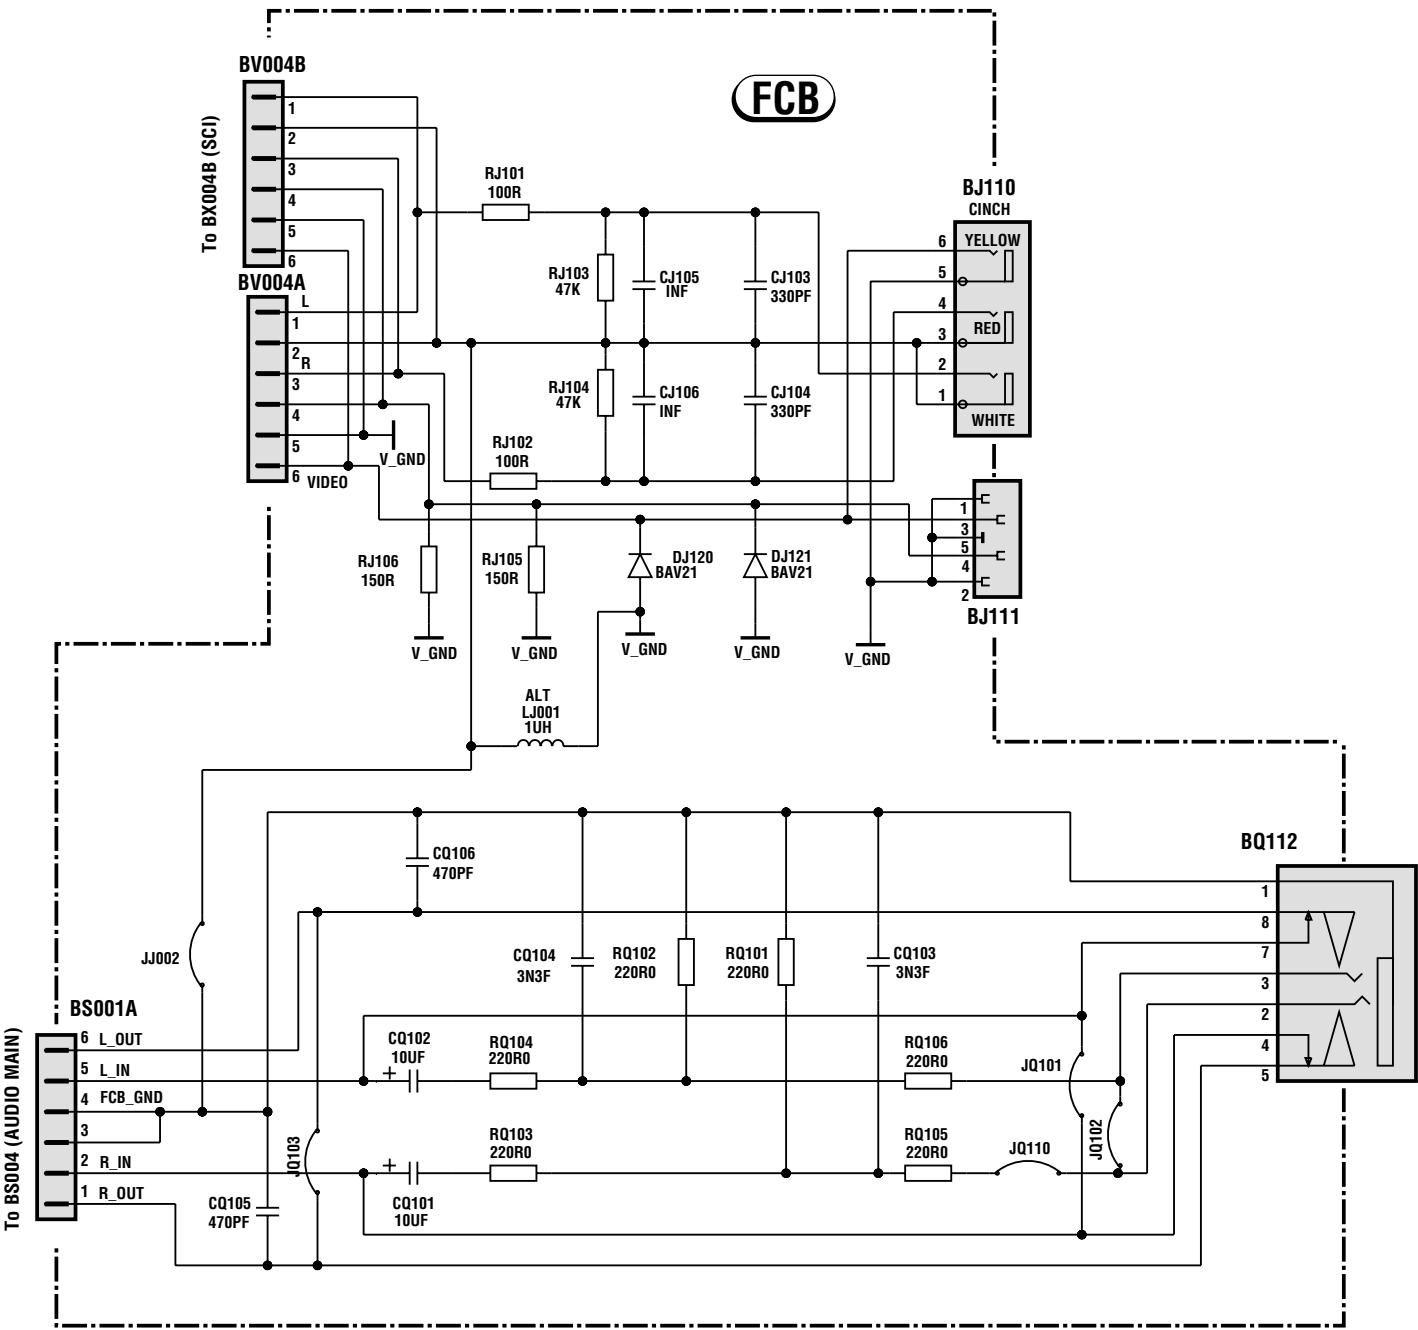 BV004B
FCB
To BX004B (SCI)
1
2
3
4
5
6
BV004A
L
1
2
R
3
4
5
6
VIDEO
V_GND
RJ101
100R
RJ103
47K
CJ105
INF
CJ103
330PF
RJ104
47K
CJ106
INF
CJ104
330PF
RJ102
100R
BJ110
CINCH
6
YELLOW
5
4
RED
3
2
1
WHITE
1
3
5
4
2
BJ111
RJ106
150R
RJ105
150R
DJ120
BAV21
DJ121
BAV21
V_GND
V_GND
V_GND
V_GND
V_GND
ALT
LJ001
1UH
JJ002
CQ106
470PF
BQ112
1
8
7
3
2
4
5
CQ104
3N3F
RQ102
220R0
RQ101
220R0
CQ103
3N3F
BS001A
To BS004 (AUDIO MAIN)
6 L_OUT
5 L_IN
4 FCB_GND
3
2 R_IN
1 R_OUT
CQ102
10UF
+
RQ104
220R0
RQ106
220R0
JQ101
JQ102
JQ103
+
CQ101
10UF
RQ103
220R0
RQ105
220R0
JQ110
CQ105
470PF